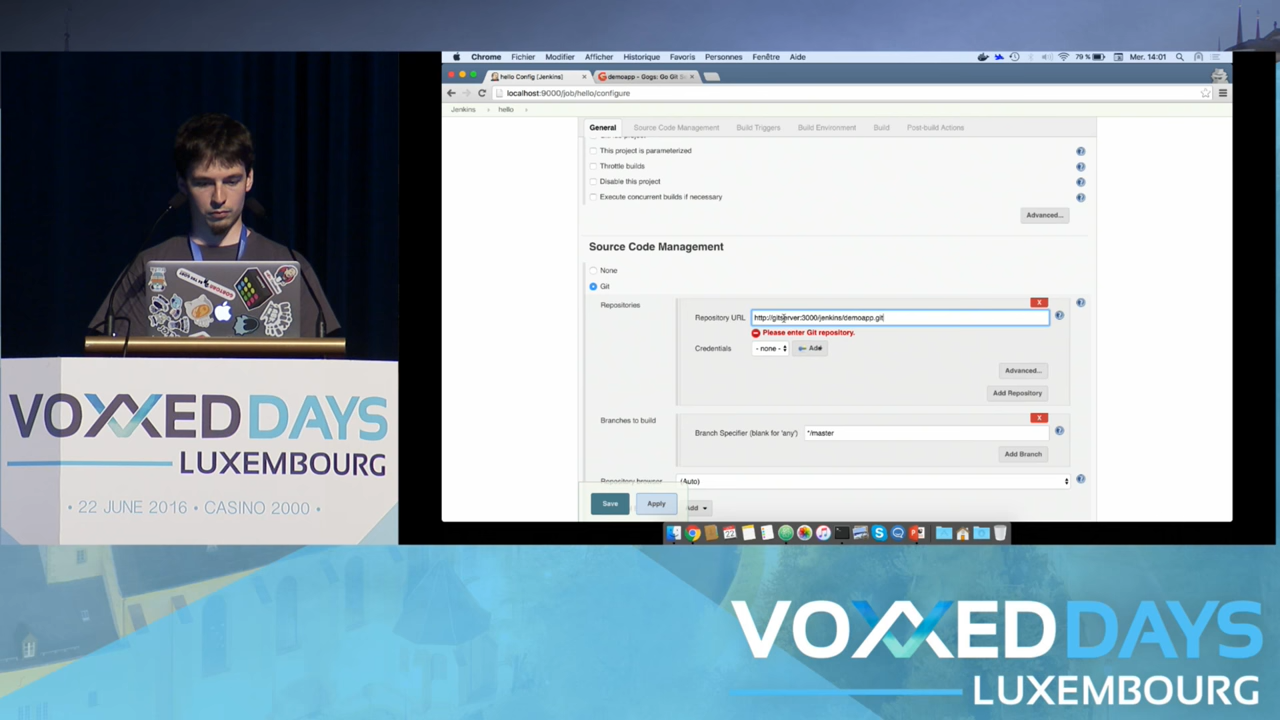 Chrome Fichier Modifier Afficher Historique Favoris Personnes Fenêtre Aide
79 % Mer. 14:01
hello Config [Jenkins]
demoapp - Gogs: Go Git
localhost:9000/job/hello/configure
Jenkins hello
General Source Code Management Build Triggers Build Environment Build Post-build Actions
This project is parameterized
Throttle builds
Disable this project
Execute concurrent builds if necessary
Advanced...
Source Code Management
None
Git
Repositories
X
Repository URL http://gitserver:3000/jenkins/demoapp.git
Please enter Git repository.
Credentials - none - Add
Advanced...
Add Repository
Branches to build
X
Branch Specifier (blank for 'any') */master
Add Branch
Repository browser (Auto)
Save Apply Add
VOXXED DAYS
LUXEMBOURG
• 22 JUNE 2016 • CASINO 2000 •
VOXXED DAYS
LUXEMBOURG